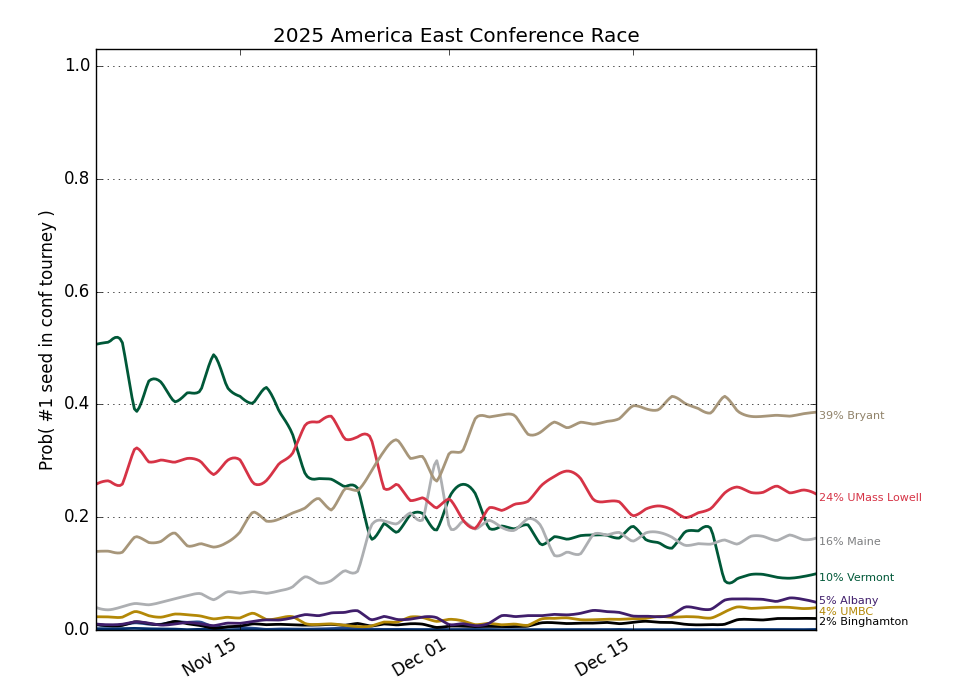 2025 America East Conference Race
Prob( #1 seed in conf tourney )
1.0
0.8
0.6
0.4
0.2
0.0
Nov 15
Dec 01
Dec 15
39% Bryant
24% UMass Lowell
16% Maine
10% Vermont
5% Albany
4% UMBC
2% Binghamton